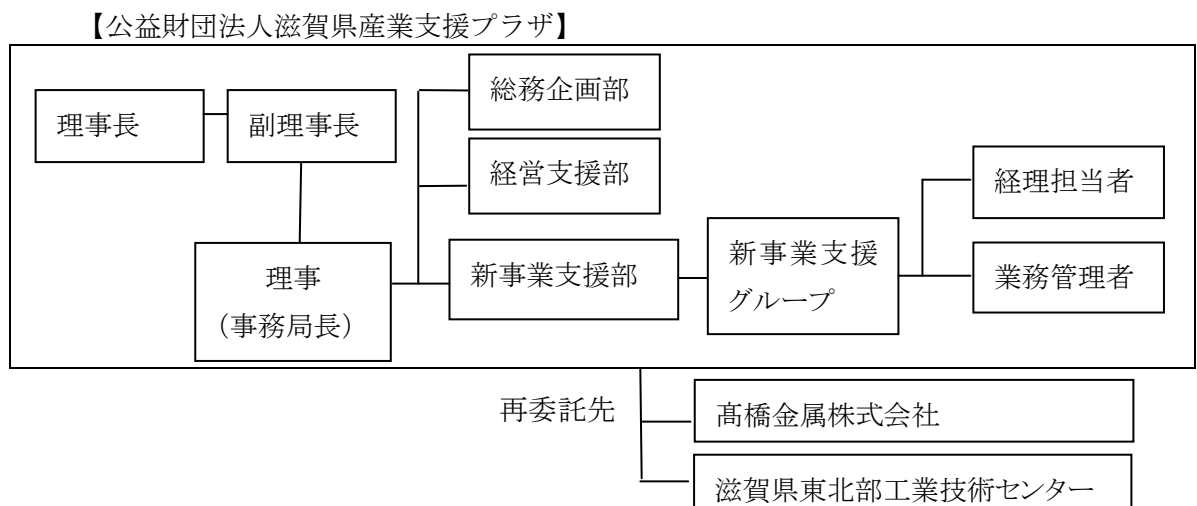 【公益財団法人滋賀県産業支援プラザ】
理事長
副理事長
理事
（事務局長）
総務企画部
経営支援部
新事業支援部
新事業支援
グループ
経理担当者
業務管理者
再委託先
髙橋金属株式会社
滋賀県東北部工業技術センター